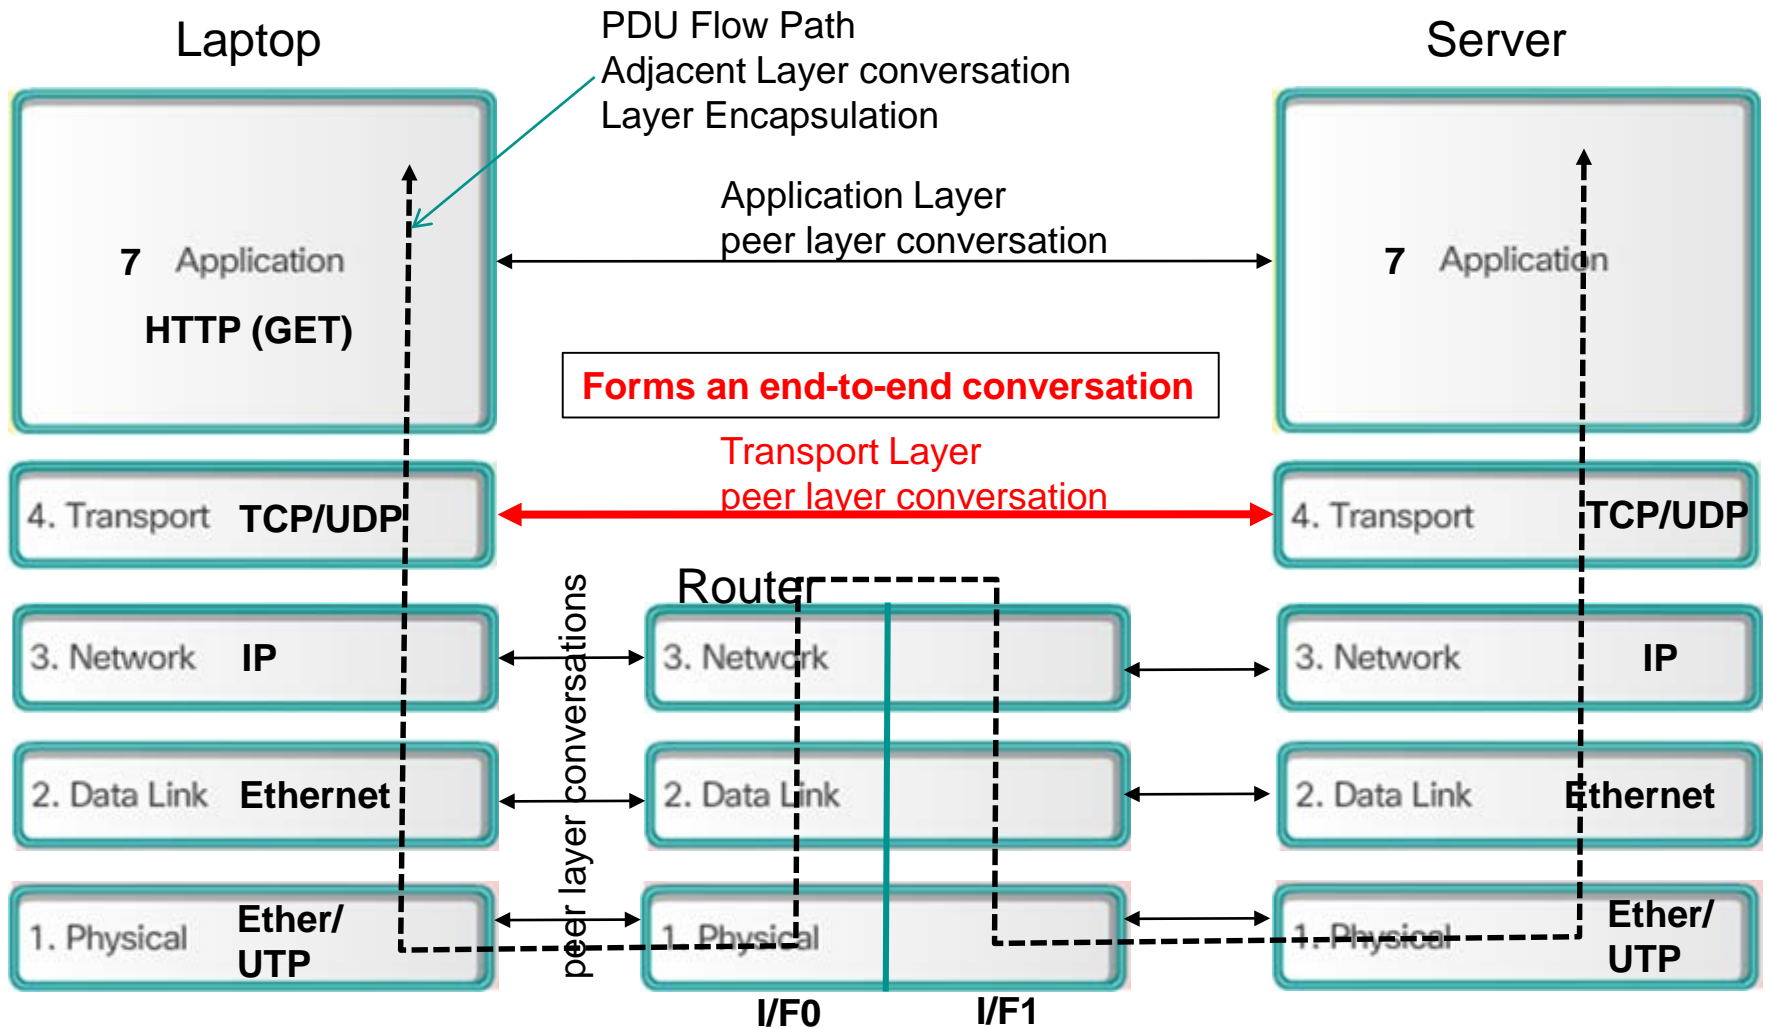 Laptop
PDU Flow Path
Adjacent Layer conversation
Layer Encapsulation
Server
Application Layer
peer layer conversation
7 Application
HTTP (GET)
7 Application
Forms an end-to-end conversation
Transport Layer
peer layer conversation
4. Transport TCP/UDP
4. Transport TCP/UDP
Router
peer layer conversations
3. Network IP
3. Network
3. Network IP
2. Data Link Ethernet
2. Data Link
2. Data Link Ethernet
1. Physical Ether/
UTP
1. Physical
1. Physical Ether/
UTP
I/F0
I/F1